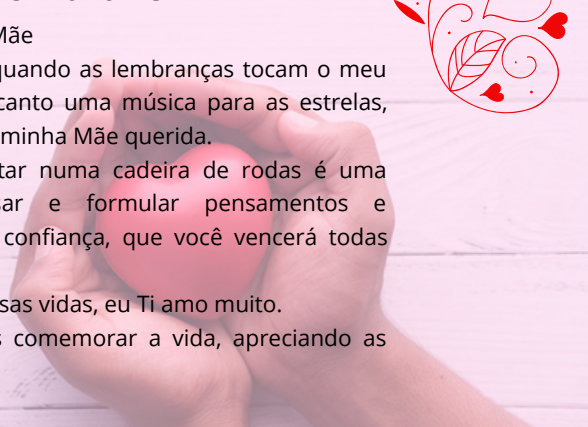 Mãe
quando as lembranças tocam o meu
canto uma música para as estrelas,
minha Mãe querida.
tar numa cadeira de rodas é uma
sar e formular pensamentos e
confiança, que você vencerá todas
sas vidas, eu Ti amo muito.
s comemorar a vida, apreciando as